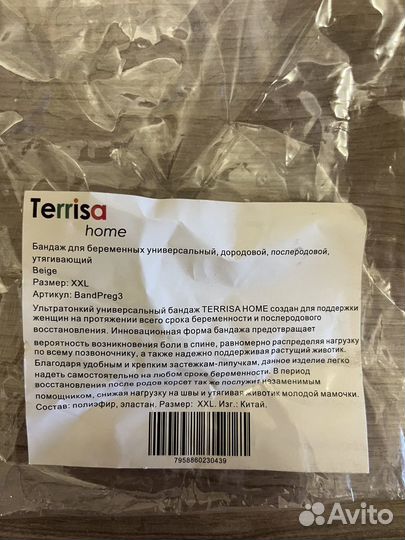 Terrisa
home
Бандаж для беременных универсальный, дородовой, послеродовой,
утягивающий
Beige
Размер: XXL
Артикул: BandPreg3
Ультратонкий универсальный бандаж TERRISA HOME создан для поддержки
женщин на протяжении всего срока беременности и послеродового
восстановления. Инновационная форма бандажа предотвращает
вероятность возникновения боли в спине, равномерно распределяя нагрузку
по всему позвоночнику, а также надежно поддерживая растущий животик.
Благодаря удобным и крепким застежкам-липучкам, данное изделие легко
надеть самостоятельно на любом сроке беременности. В период
восстановления после родов корсет так же послужит незаменимым
помощником, снижая нагрузку на швы и утягивая животик молодой мамочки.
Состав: полиэфир, эластан. Размер: XXL. Изг.: Китай.
7958860230439
Avito